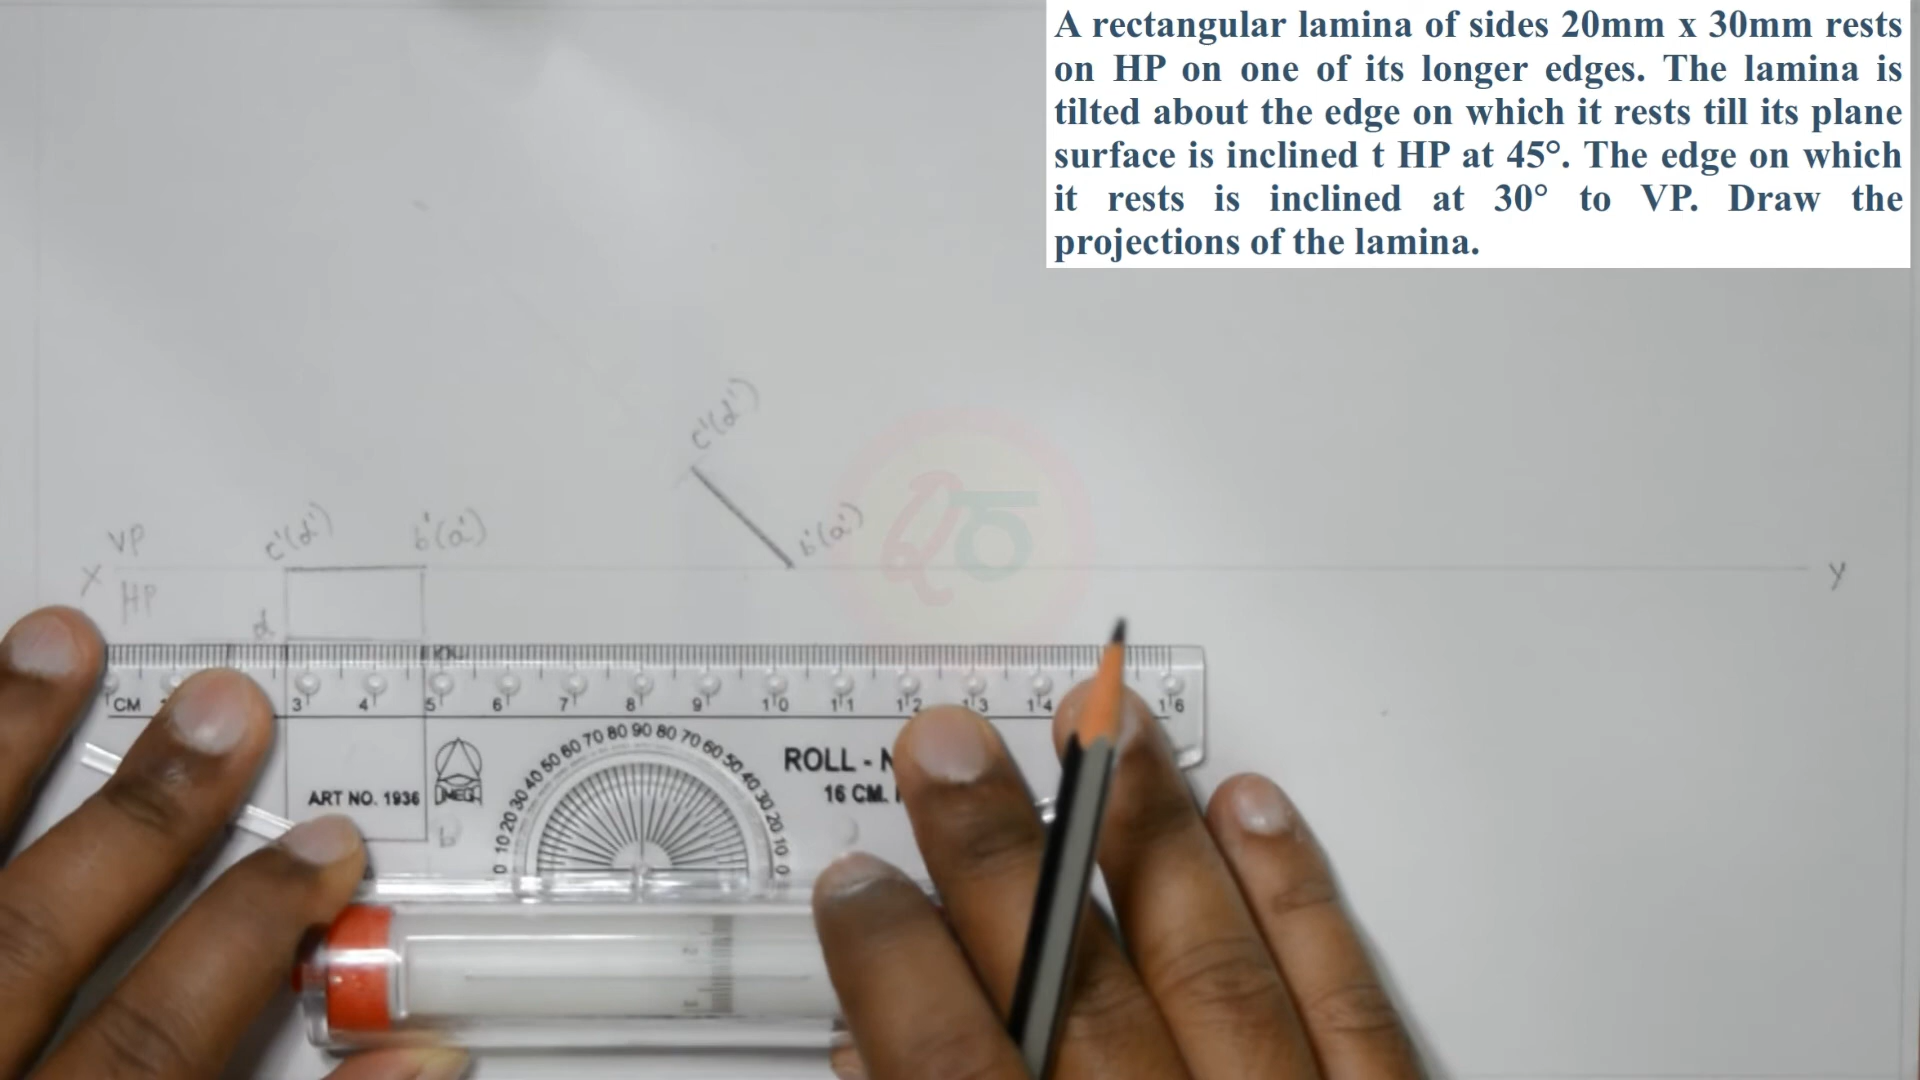 A rectangular lamina of sides 20mm x 30mm rests
on HP on one of its longer edges. The lamina is
tilted about the edge on which it rests till its plane
surface is inclined t HP at 45°. The edge on which
it rests is inclined at 30° to VP. Draw the
projections of the lamina.
c'(d')
b'(a')
c'(d')
b'(a')
VP
X
HP
Y
d
CM 3 4 5 6 7 8 9 10 11 12 13 14 16
0 10 20 30 40 50 60 70 80 90 80 70 60 50 40 30 20 10 0
ROLL - N
16 CM.
ART NO. 1936
b